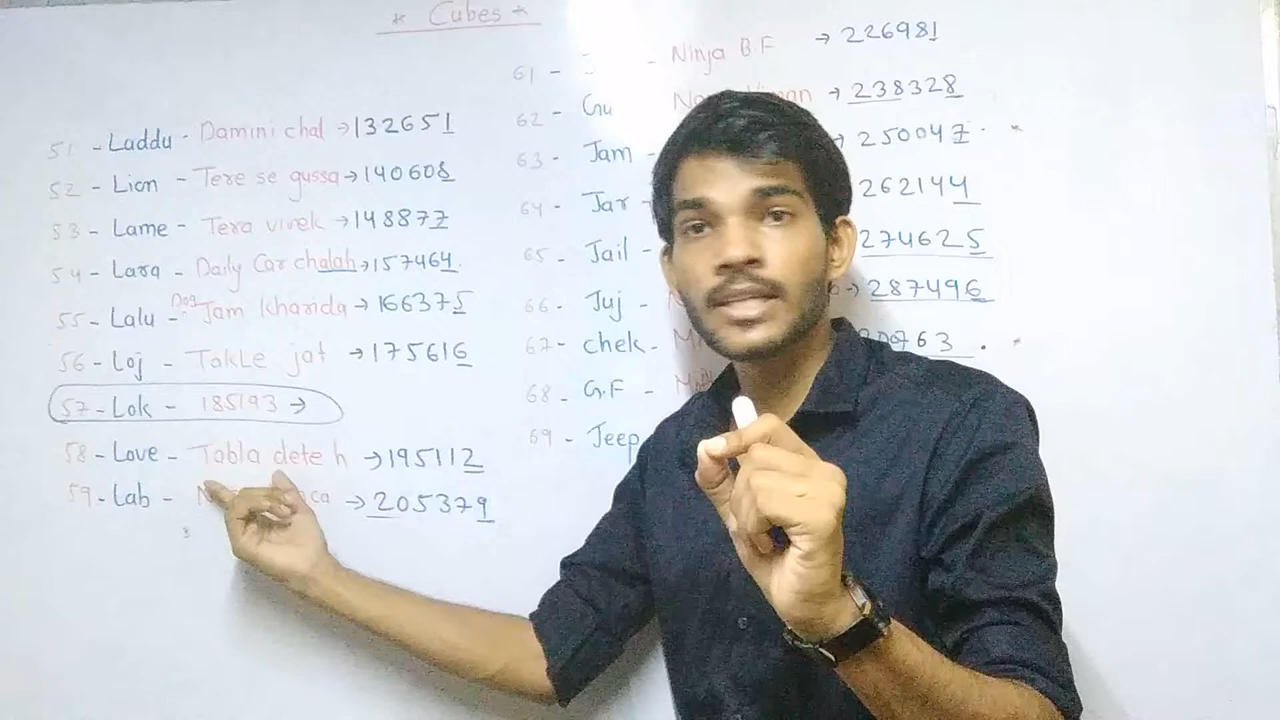 * Cubes *
51 - Laddu - Damini chal → 132651
52 - Lion - Tere se gussa → 140608
53 - Lame - Tera vivek → 148877
54 - Lara - Daily Car chalah → 157464
55 - Lalu - Dog Jam kharida → 166375
56 - Loj - Takle jat → 175616
57 - Lok - 185193 →
58 - Love - Tabla dete h → 195112
59 - Lab - N ca → 205379
61 - - Ninja B.F → 226981
62 - Gu → 238328
63 - Jam - 250047 . *
64 - Jar - 262144
65 - Jail - 274625
66 - Juj - → 287496
67 - chek - 763 . *
68 - G.F -
69 - Jeep